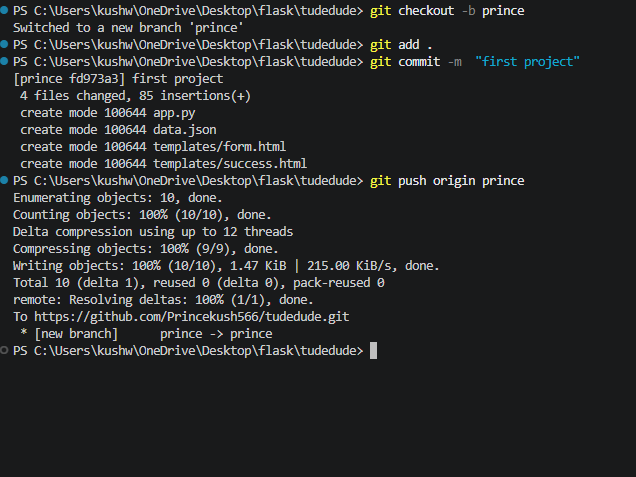 PS C:\Users\kushw\OneDrive\Desktop\flask\tudedude> git checkout -b prince
Switched to a new branch 'prince'
PS C:\Users\kushw\OneDrive\Desktop\flask\tudedude> git add .
PS C:\Users\kushw\OneDrive\Desktop\flask\tudedude> git commit -m  "first project"
[prince fd973a3] first project
 4 files changed, 85 insertions(+)
 create mode 100644 app.py
 create mode 100644 data.json
 create mode 100644 templates/form.html
 create mode 100644 templates/success.html
PS C:\Users\kushw\OneDrive\Desktop\flask\tudedude> git push origin prince
Enumerating objects: 10, done.
Counting objects: 100% (10/10), done.
Delta compression using up to 12 threads
Compressing objects: 100% (9/9), done.
Writing objects: 100% (10/10), 1.47 KiB | 215.00 KiB/s, done.
Total 10 (delta 1), reused 0 (delta 0), pack-reused 0
remote: Resolving deltas: 100% (1/1), done.
To https://github.com/Princekush566/tudedude.git
 * [new branch]      prince -> prince
PS C:\Users\kushw\OneDrive\Desktop\flask\tudedude>